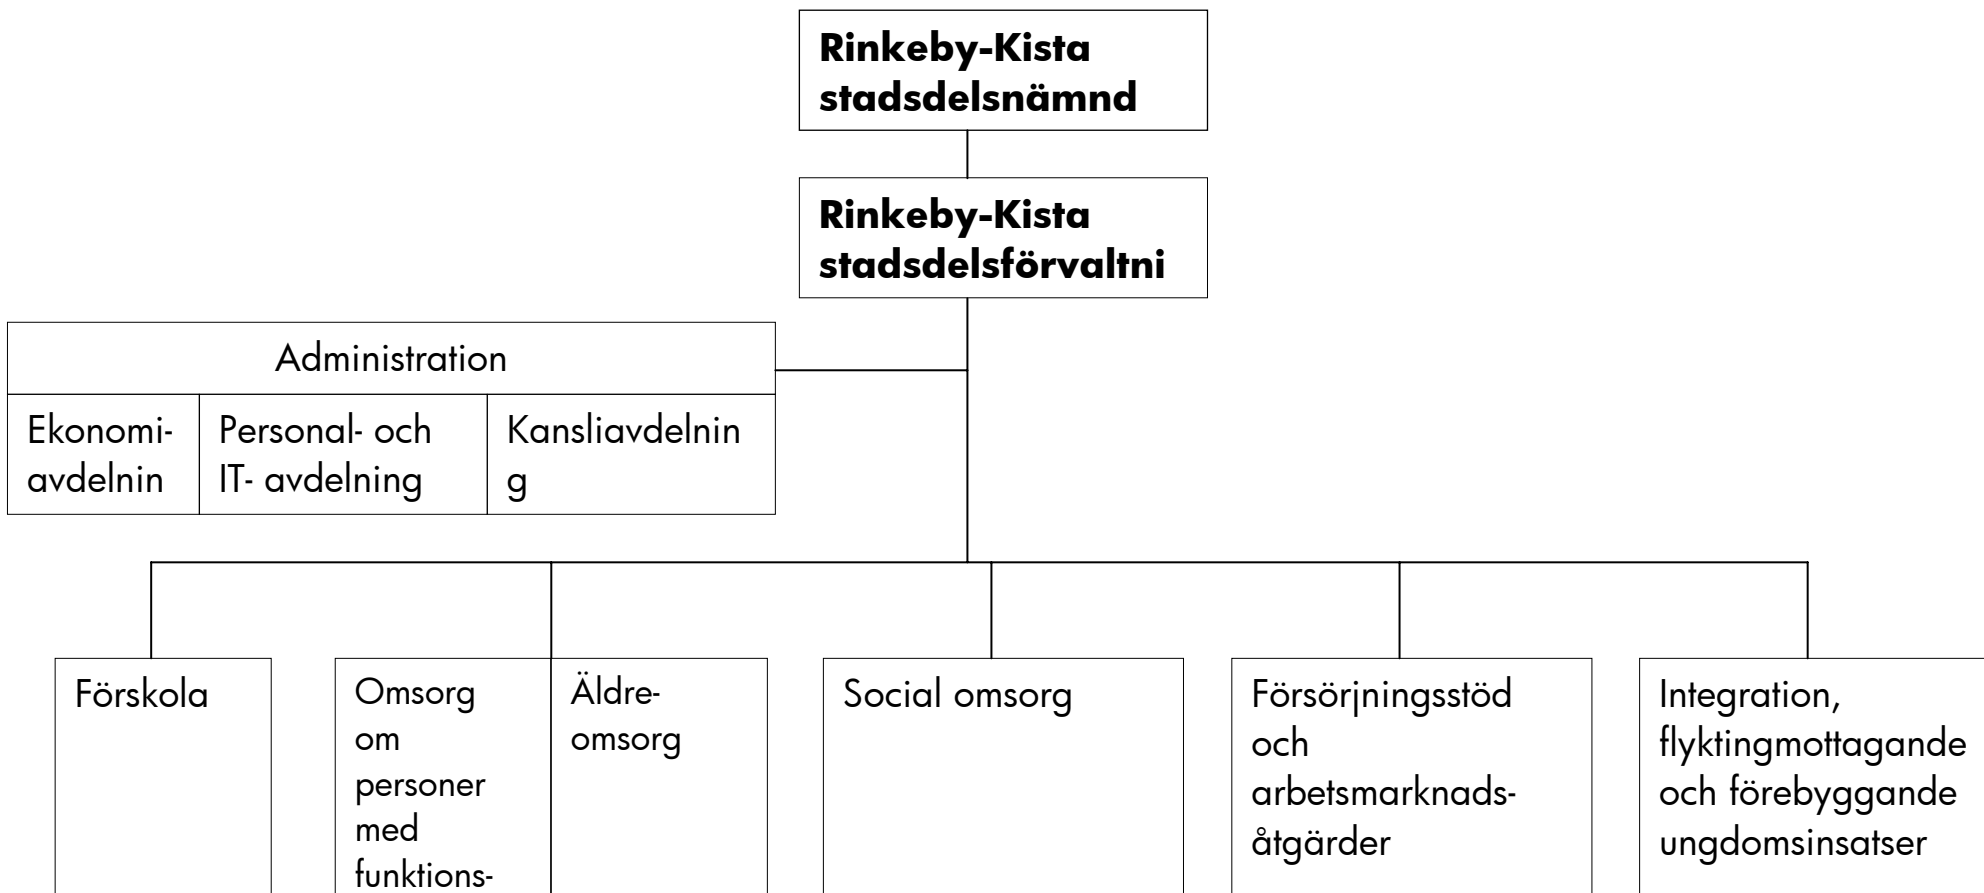 Rinkeby-Kista
stadsdelsnämnd
Rinkeby-Kista
stadsdelsförvaltni
Administration
Ekonomi-
avdelnin
Personal- och
IT- avdelning
Kansliavdelnin
g
Förskola
Omsorg
om
personer
med
funktions-
Äldre-
omsorg
Social omsorg
Försörjningsstöd
och
arbetsmarknads-
åtgärder
Integration,
flyktingmottagande
och förebyggande
ungdomsinsatser